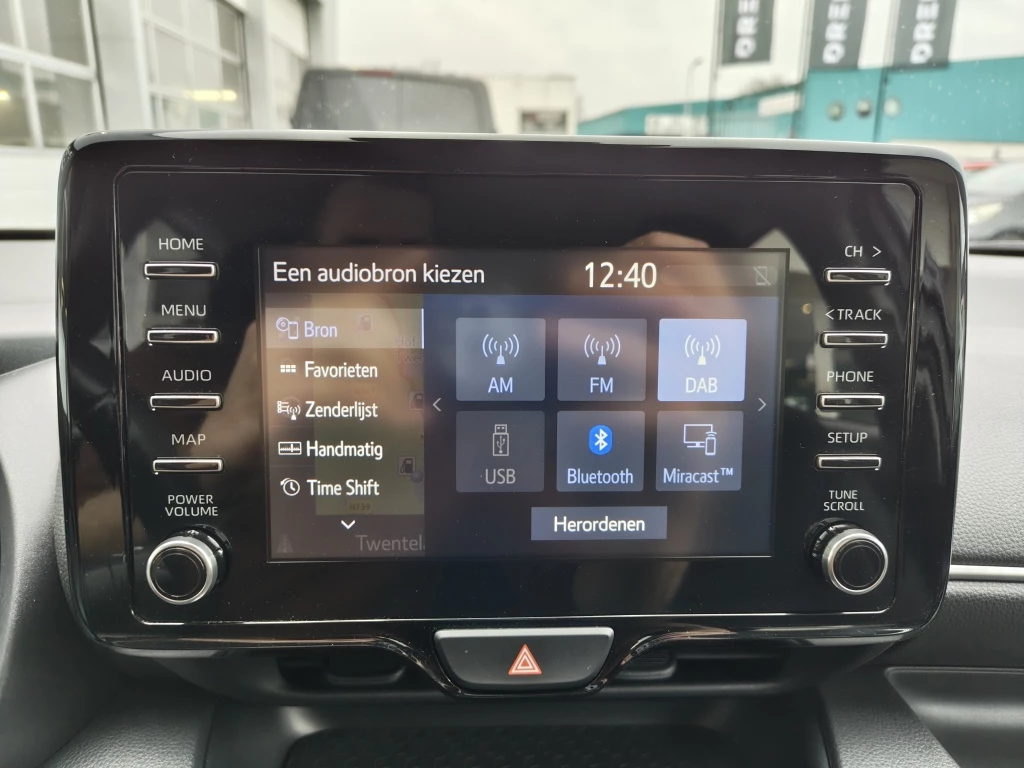 HOME
MENU
AUDIO
MAP
POWER
VOLUME
Een audiobron kiezen 12:40
Bron
Favorieten
Zenderlijst
Handmatig
Time Shift
AM FM DAB
USB Bluetooth Miracast™
Herordenen
CH >
< TRACK
PHONE
SETUP
TUNE
SCROLL